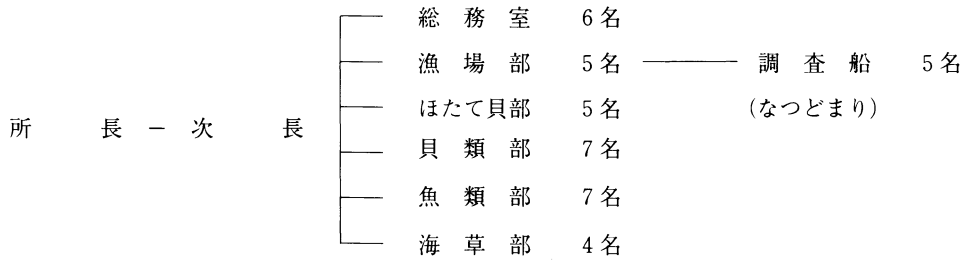 総務室 6名
漁場部 5名 調査船 5名
ほたて貝部 5名 (なつどまり)
所長－次長
貝類部 7名
魚類部 7名
海草部 4名